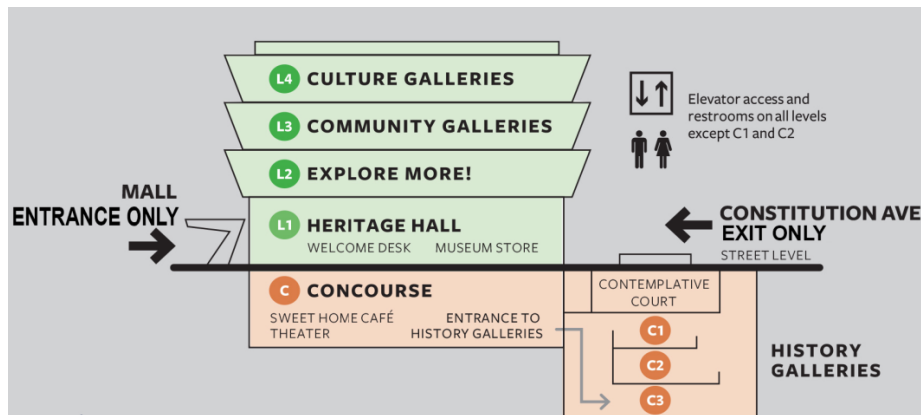 L4 CULTURE GALLERIES
L3 COMMUNITY GALLERIES
L2 EXPLORE MORE!
L1 HERITAGE HALL
WELCOME DESK MUSEUM STORE
Elevator access and
restrooms on all levels
except C1 and C2
MALL
ENTRANCE ONLY
CONSTITUTION AVE
EXIT ONLY
STREET LEVEL
C CONCOURSE
SWEET HOME CAFÉ
THEATER
ENTRANCE TO
HISTORY GALLERIES
CONTEMPLATIVE
COURT
C1
C2
C3
HISTORY
GALLERIES